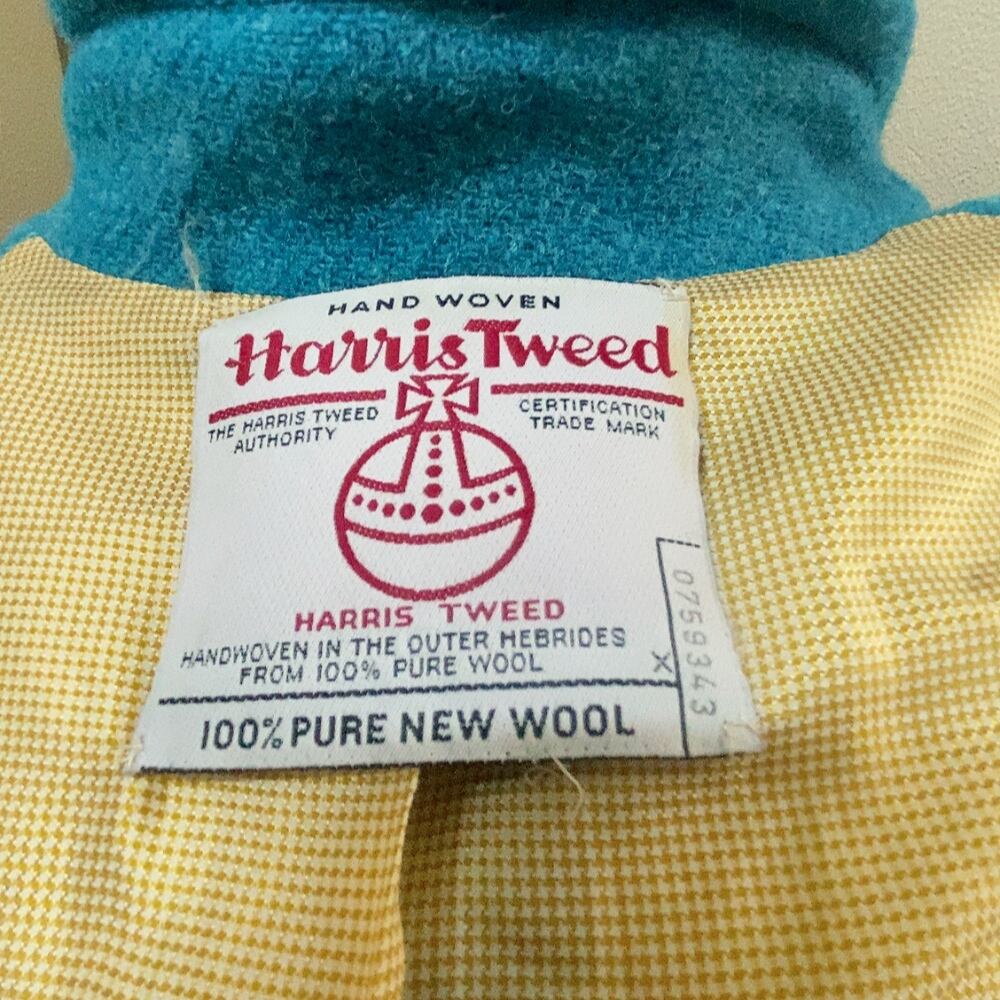 HAND WOVEN
Harris Tweed
THE HARRIS TWEED
AUTHORITY
CERTIFICATION
TRADE MARK
HARRIS TWEED
HANDWOVEN IN THE OUTER HEBRIDES
FROM 100% PURE WOOL
100% PURE NEW WOOL
X
0759343